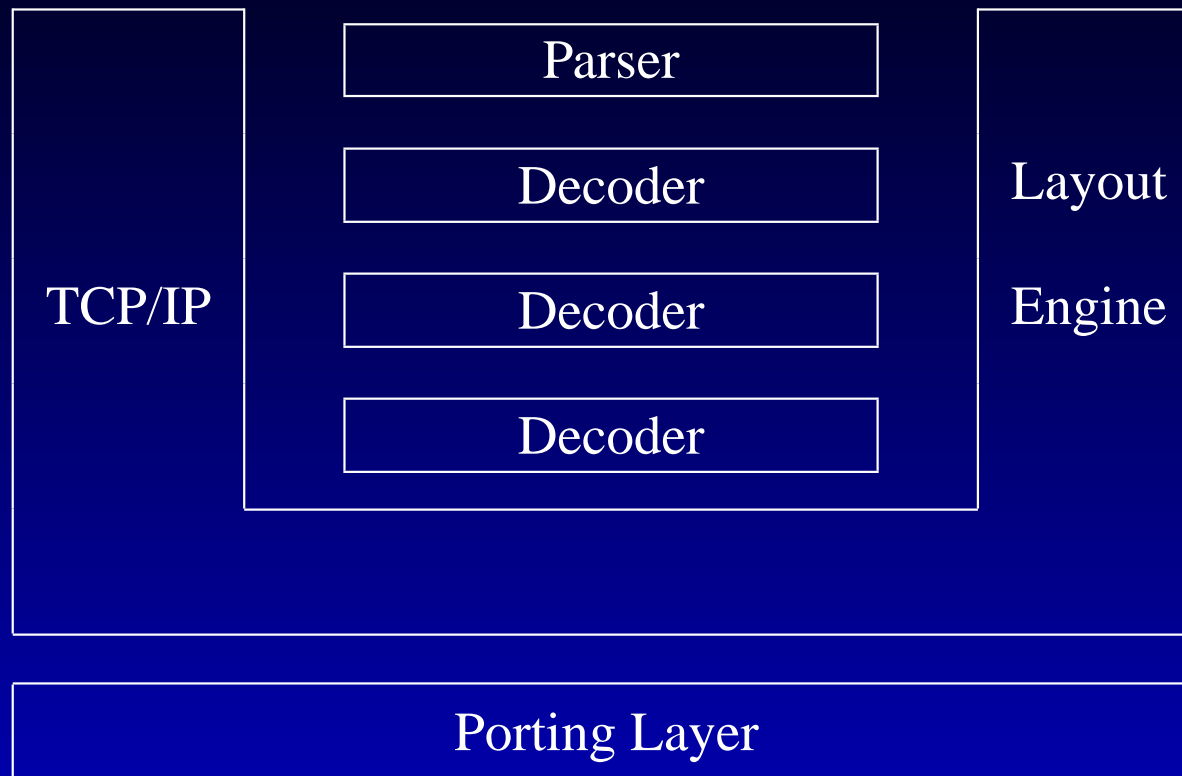 Parser
Decoder
Layout
TCP/IP
Decoder
Engine
Decoder
Porting Layer